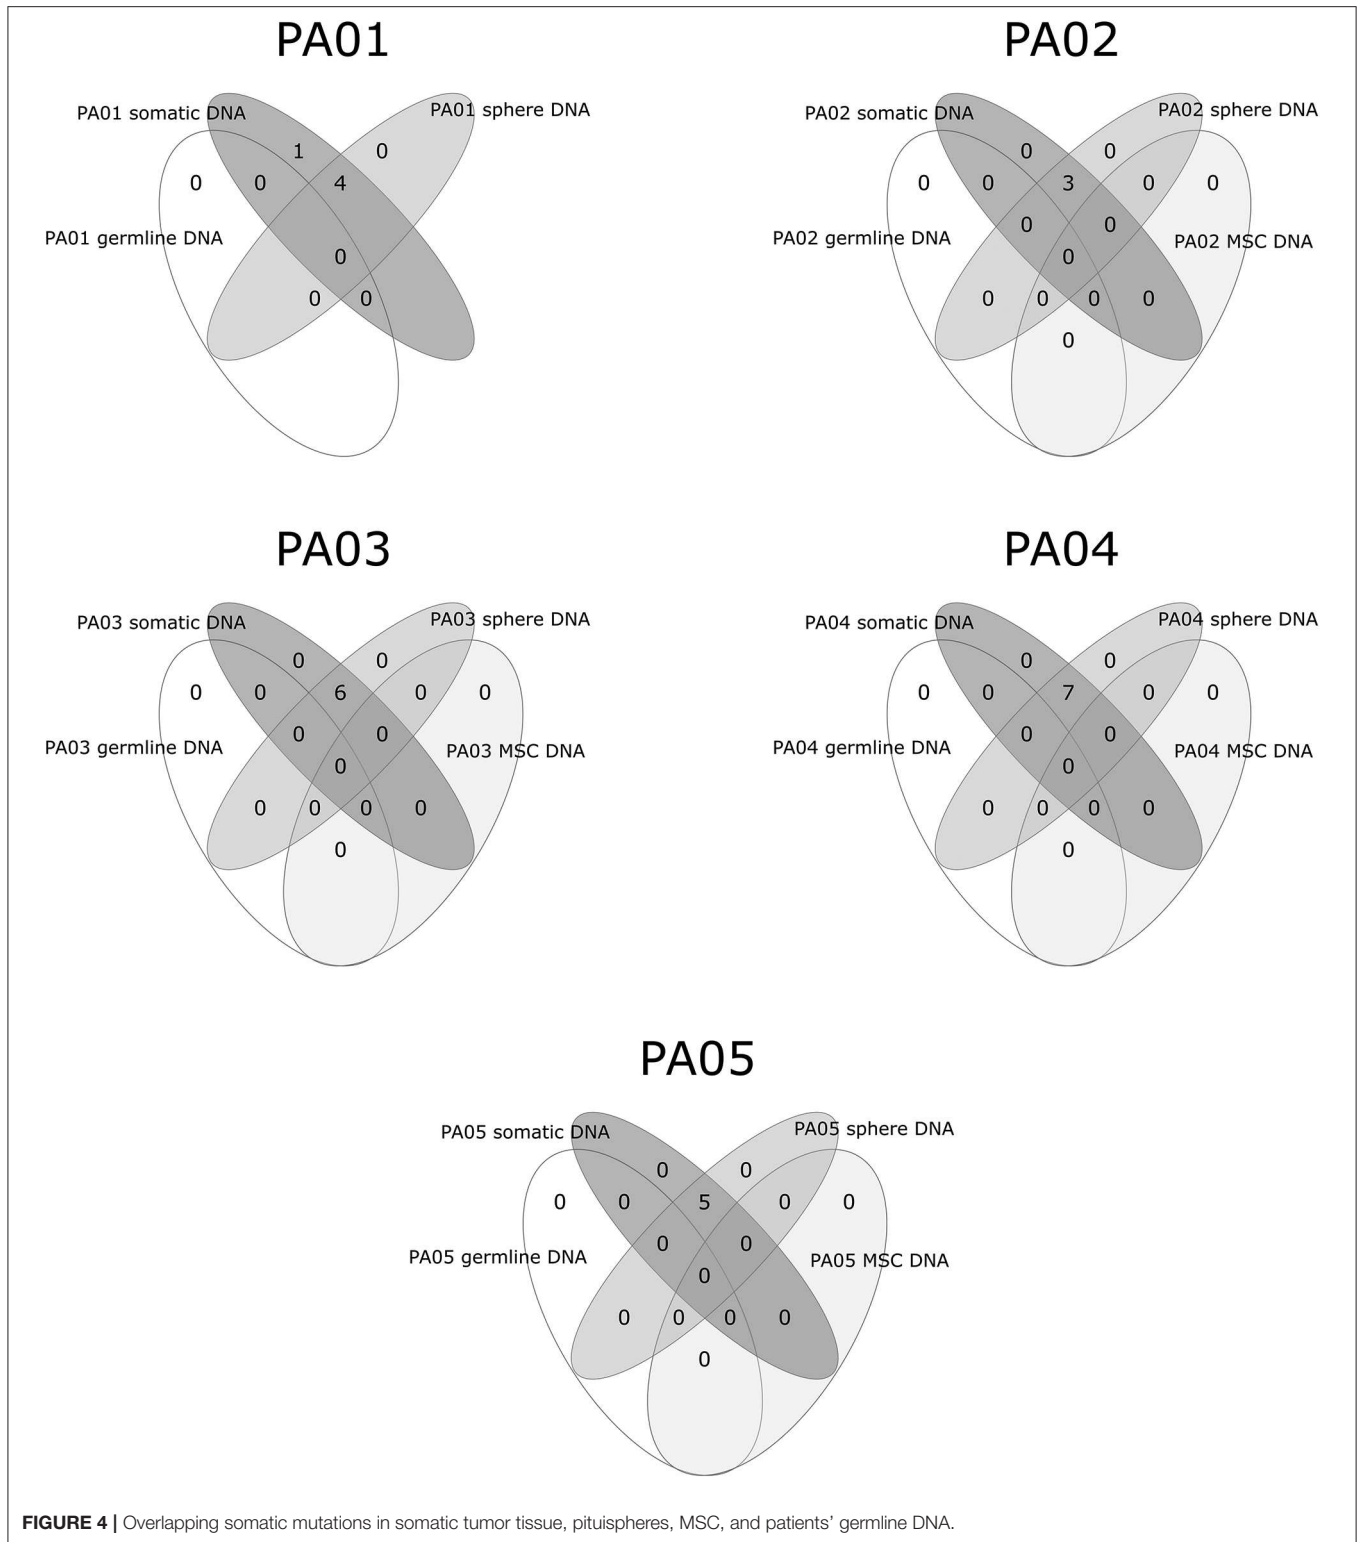 PA01 PA02
PA01 somatic DNA PA01 sphere DNA PA02 somatic DNA PA02 sphere DNA
1 0 0 0
0 0 4 0 0 3 0 0
PA01 germline DNA 0 0 PA02 germline DNA PA02 MSC DNA
0 0
0 0 0 0 0 0
0
PA03 PA04
PA03 somatic DNA PA03 sphere DNA PA04 somatic DNA PA04 sphere DNA
0 0 0 0
0 0 6 0 0 0 0 7 0 0
0 0 0 0
PA03 germline DNA PA03 MSC DNA PA04 germline DNA PA04 MSC DNA
0 0
0 0 0 0 0 0 0 0
0 0
PA05
PA05 somatic DNA PA05 sphere DNA
0 0
0 0 5 0 0
0 0
PA05 germline DNA PA05 MSC DNA
0
0 0 0 0
0
FIGURE 4 | Overlapping somatic mutations in somatic tumor tissue, pituispheres, MSC, and patients' germline DNA.